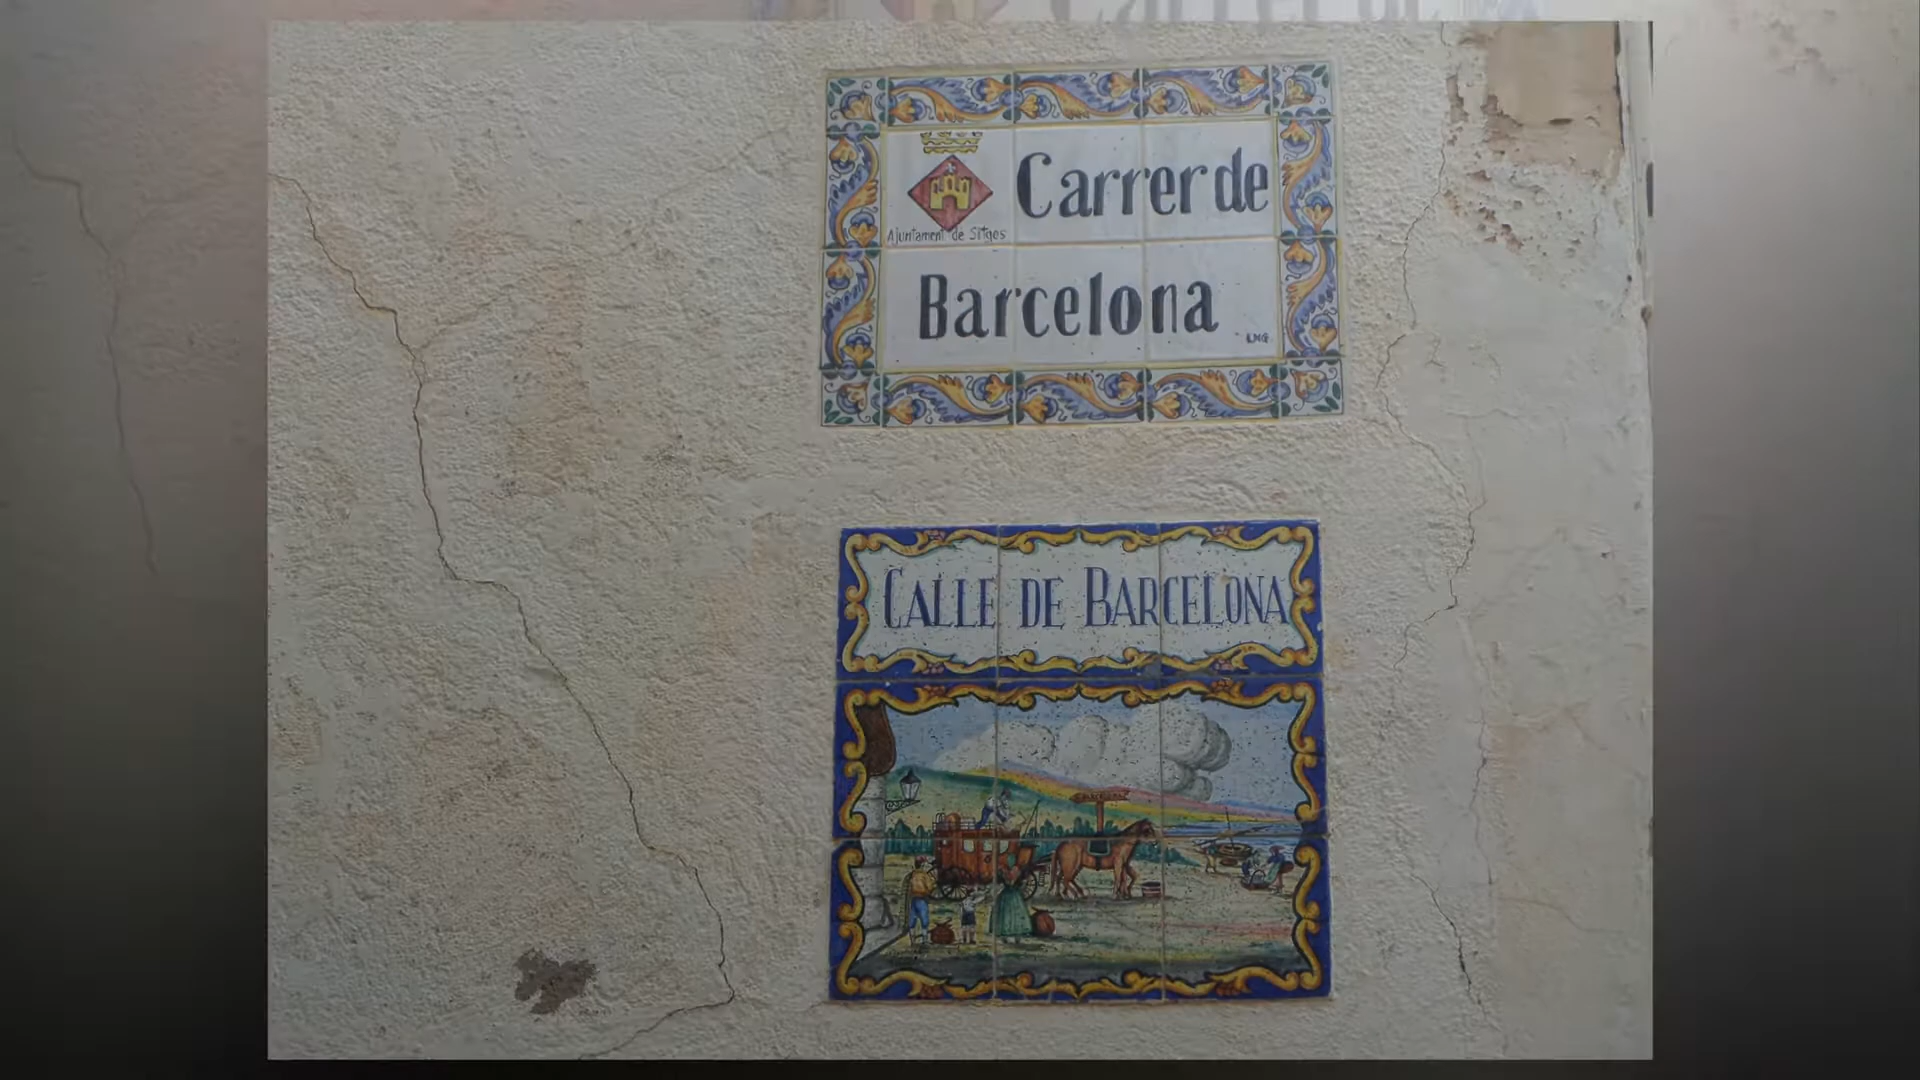 Carrer de
Ajuntament de Sitges
Barcelona
CALLE DE BARCELONA